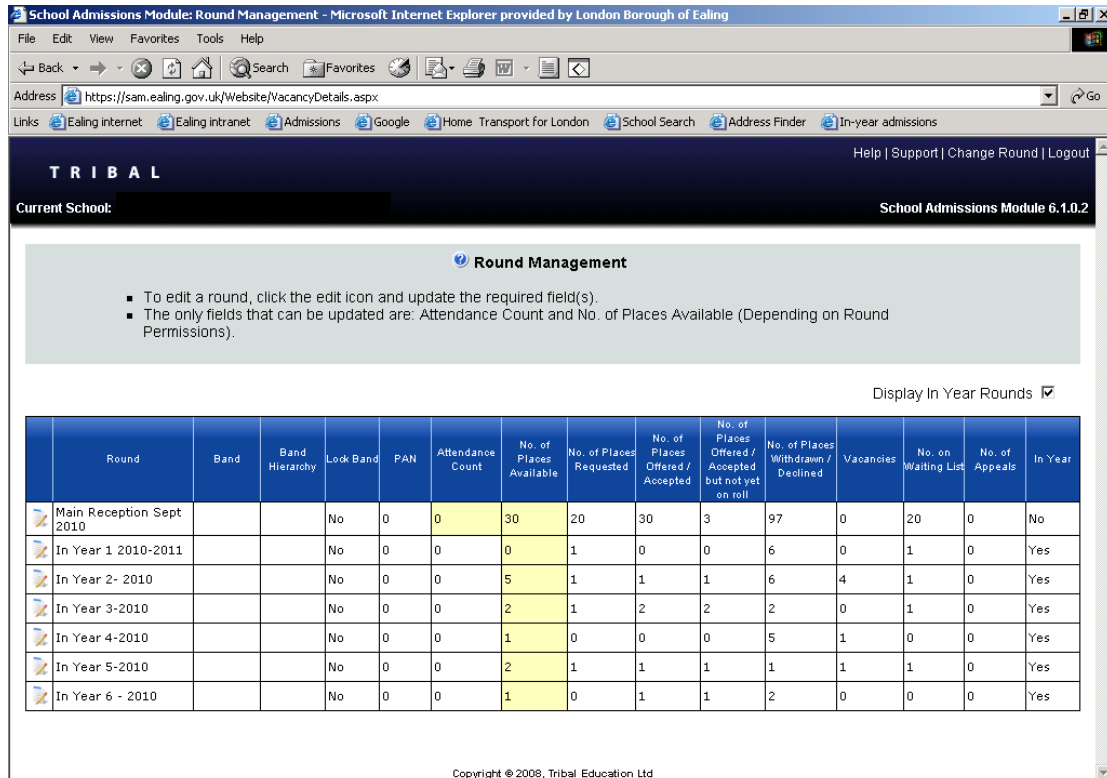 School Admissions Module: Round Management - Microsoft Internet Explorer provided by London Borough of Ealing
File Edit View Favorites Tools Help
Back Search Favorites
Address https://sam.ealing.gov.uk/Website/VacancyDetails.aspx Go
Links Ealing internet Ealing intranet Admissions Google Home Transport for London School Search Address Finder In-year admissions
Help | Support | Change Round | Logout
TRIBAL
Current School: School Admissions Module 6.1.0.2
Round Management
To edit a round, click the edit icon and update the required field(s).
The only fields that can be updated are: Attendance Count and No. of Places Available (Depending on Round
Permissions).
Display In Year Rounds
Round Band Band Hierarchy Lock Band PAN Attendance Count No. of Places Available No. of Places Requested No. of Places Offered / Accepted No. of Places Offered / Accepted but not yet on roll No. of Places Withdrawn / Declined Vacancies No. on Waiting List No. of Appeals In Year
Main Reception Sept 2010 No 0 0 30 20 30 3 97 0 20 0 No
In Year 1 2010-2011 No 0 0 0 1 0 0 6 0 1 0 Yes
In Year 2- 2010 No 0 0 5 1 1 1 6 4 1 0 Yes
In Year 3-2010 No 0 0 2 1 2 2 2 0 1 0 Yes
In Year 4-2010 No 0 0 1 0 0 0 5 1 0 0 Yes
In Year 5-2010 No 0 0 2 1 1 1 1 1 1 0 Yes
In Year 6 - 2010 No 0 0 1 0 1 1 2 0 0 0 Yes
Copyright © 2008, Tribal Education Ltd